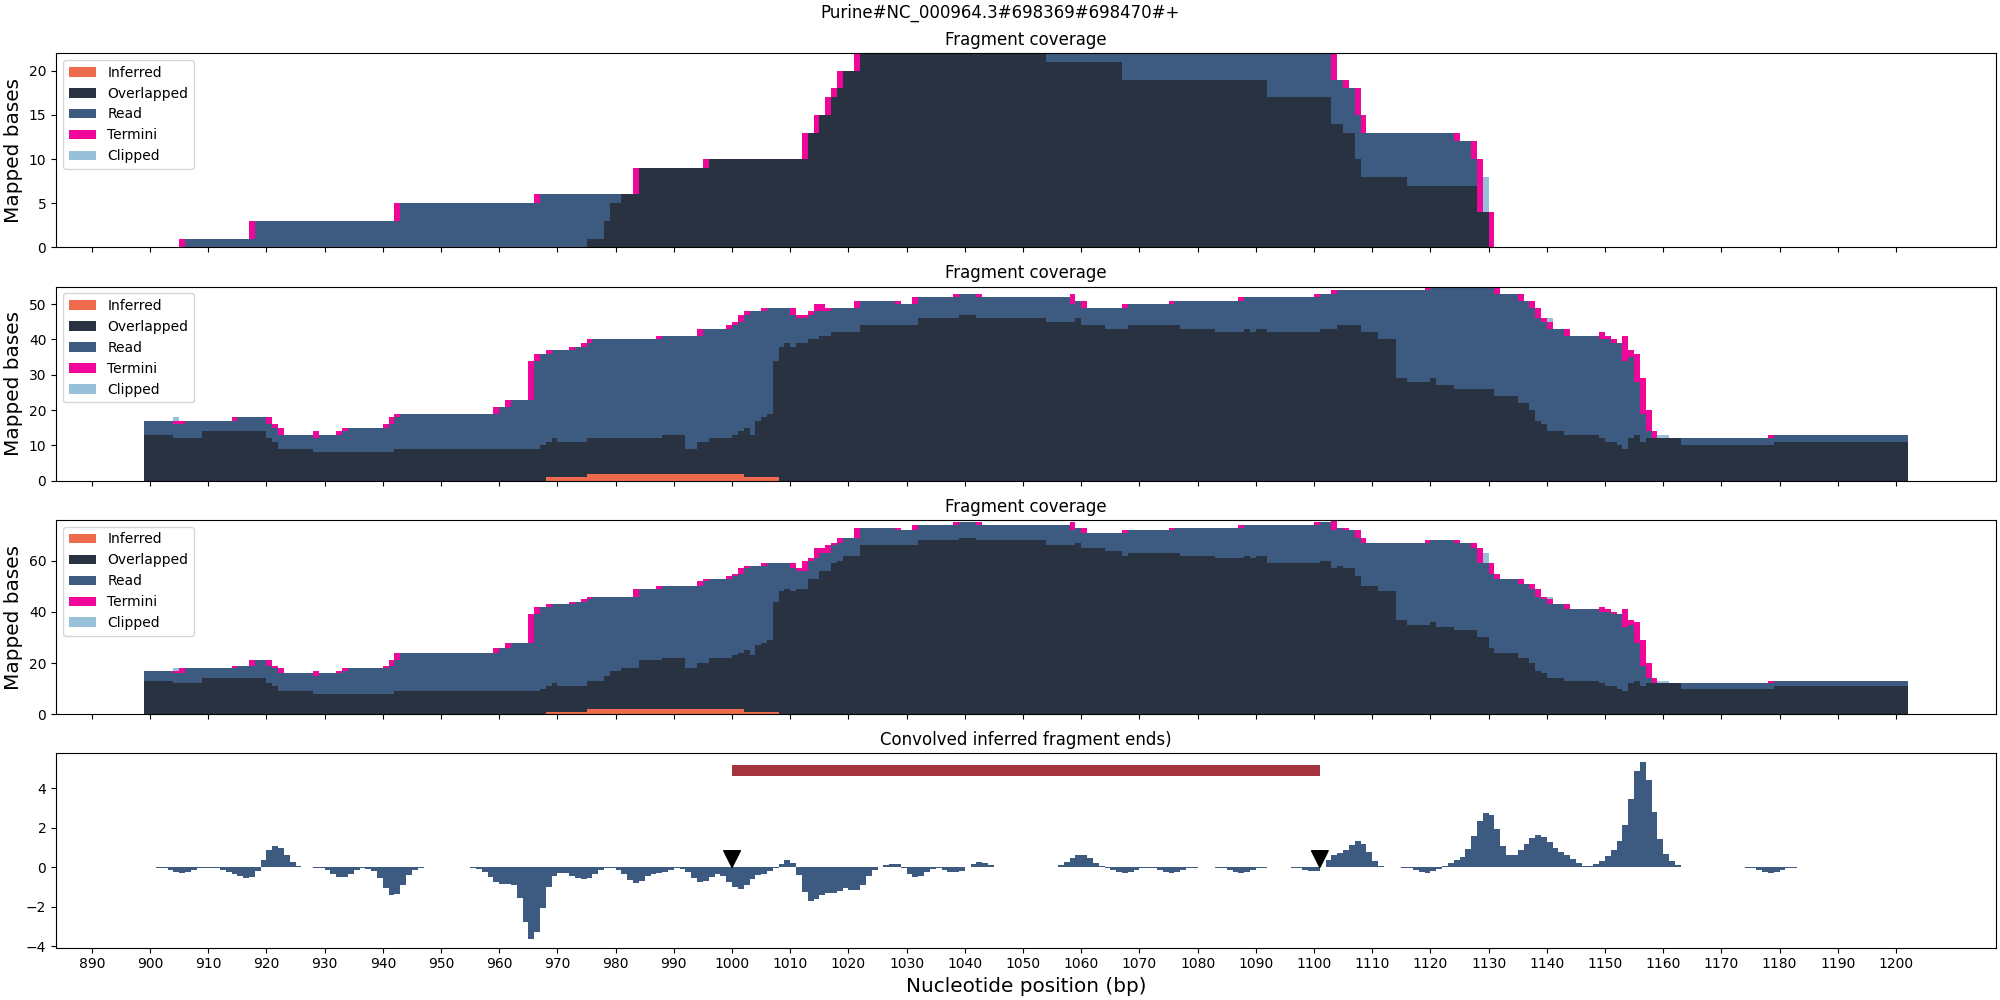 Purine#NC_000964.3#698369#698470#+
Fragment coverage
Mapped bases
20
15
10
5
0
Inferred
Overlapped
Read
Termini
Clipped
Fragment coverage
Mapped bases
50
40
30
20
10
0
Inferred
Overlapped
Read
Termini
Clipped
Fragment coverage
Mapped bases
60
40
20
0
Inferred
Overlapped
Read
Termini
Clipped
Convolved inferred fragment ends)
4
2
0
−2
−4
890 900 910 920 930 940 950 960 970 980 990 1000 1010 1020 1030 1040 1050 1060 1070 1080 1090 1100 1110 1120 1130 1140 1150 1160 1170 1180 1190 1200
Nucleotide position (bp)